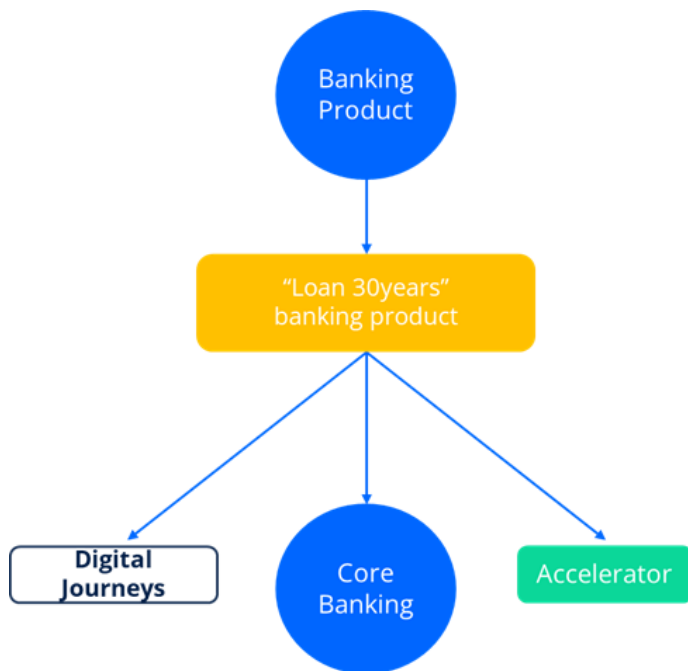 Banking
Product
“Loan 30years”
banking product
Digital
Journeys
Core
Banking
Accelerator